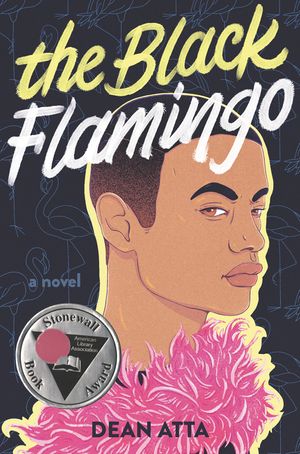 the Black
Flamingo
a novel
Stonewall
American
Library
Association
Book
Award
DEAN ATTA